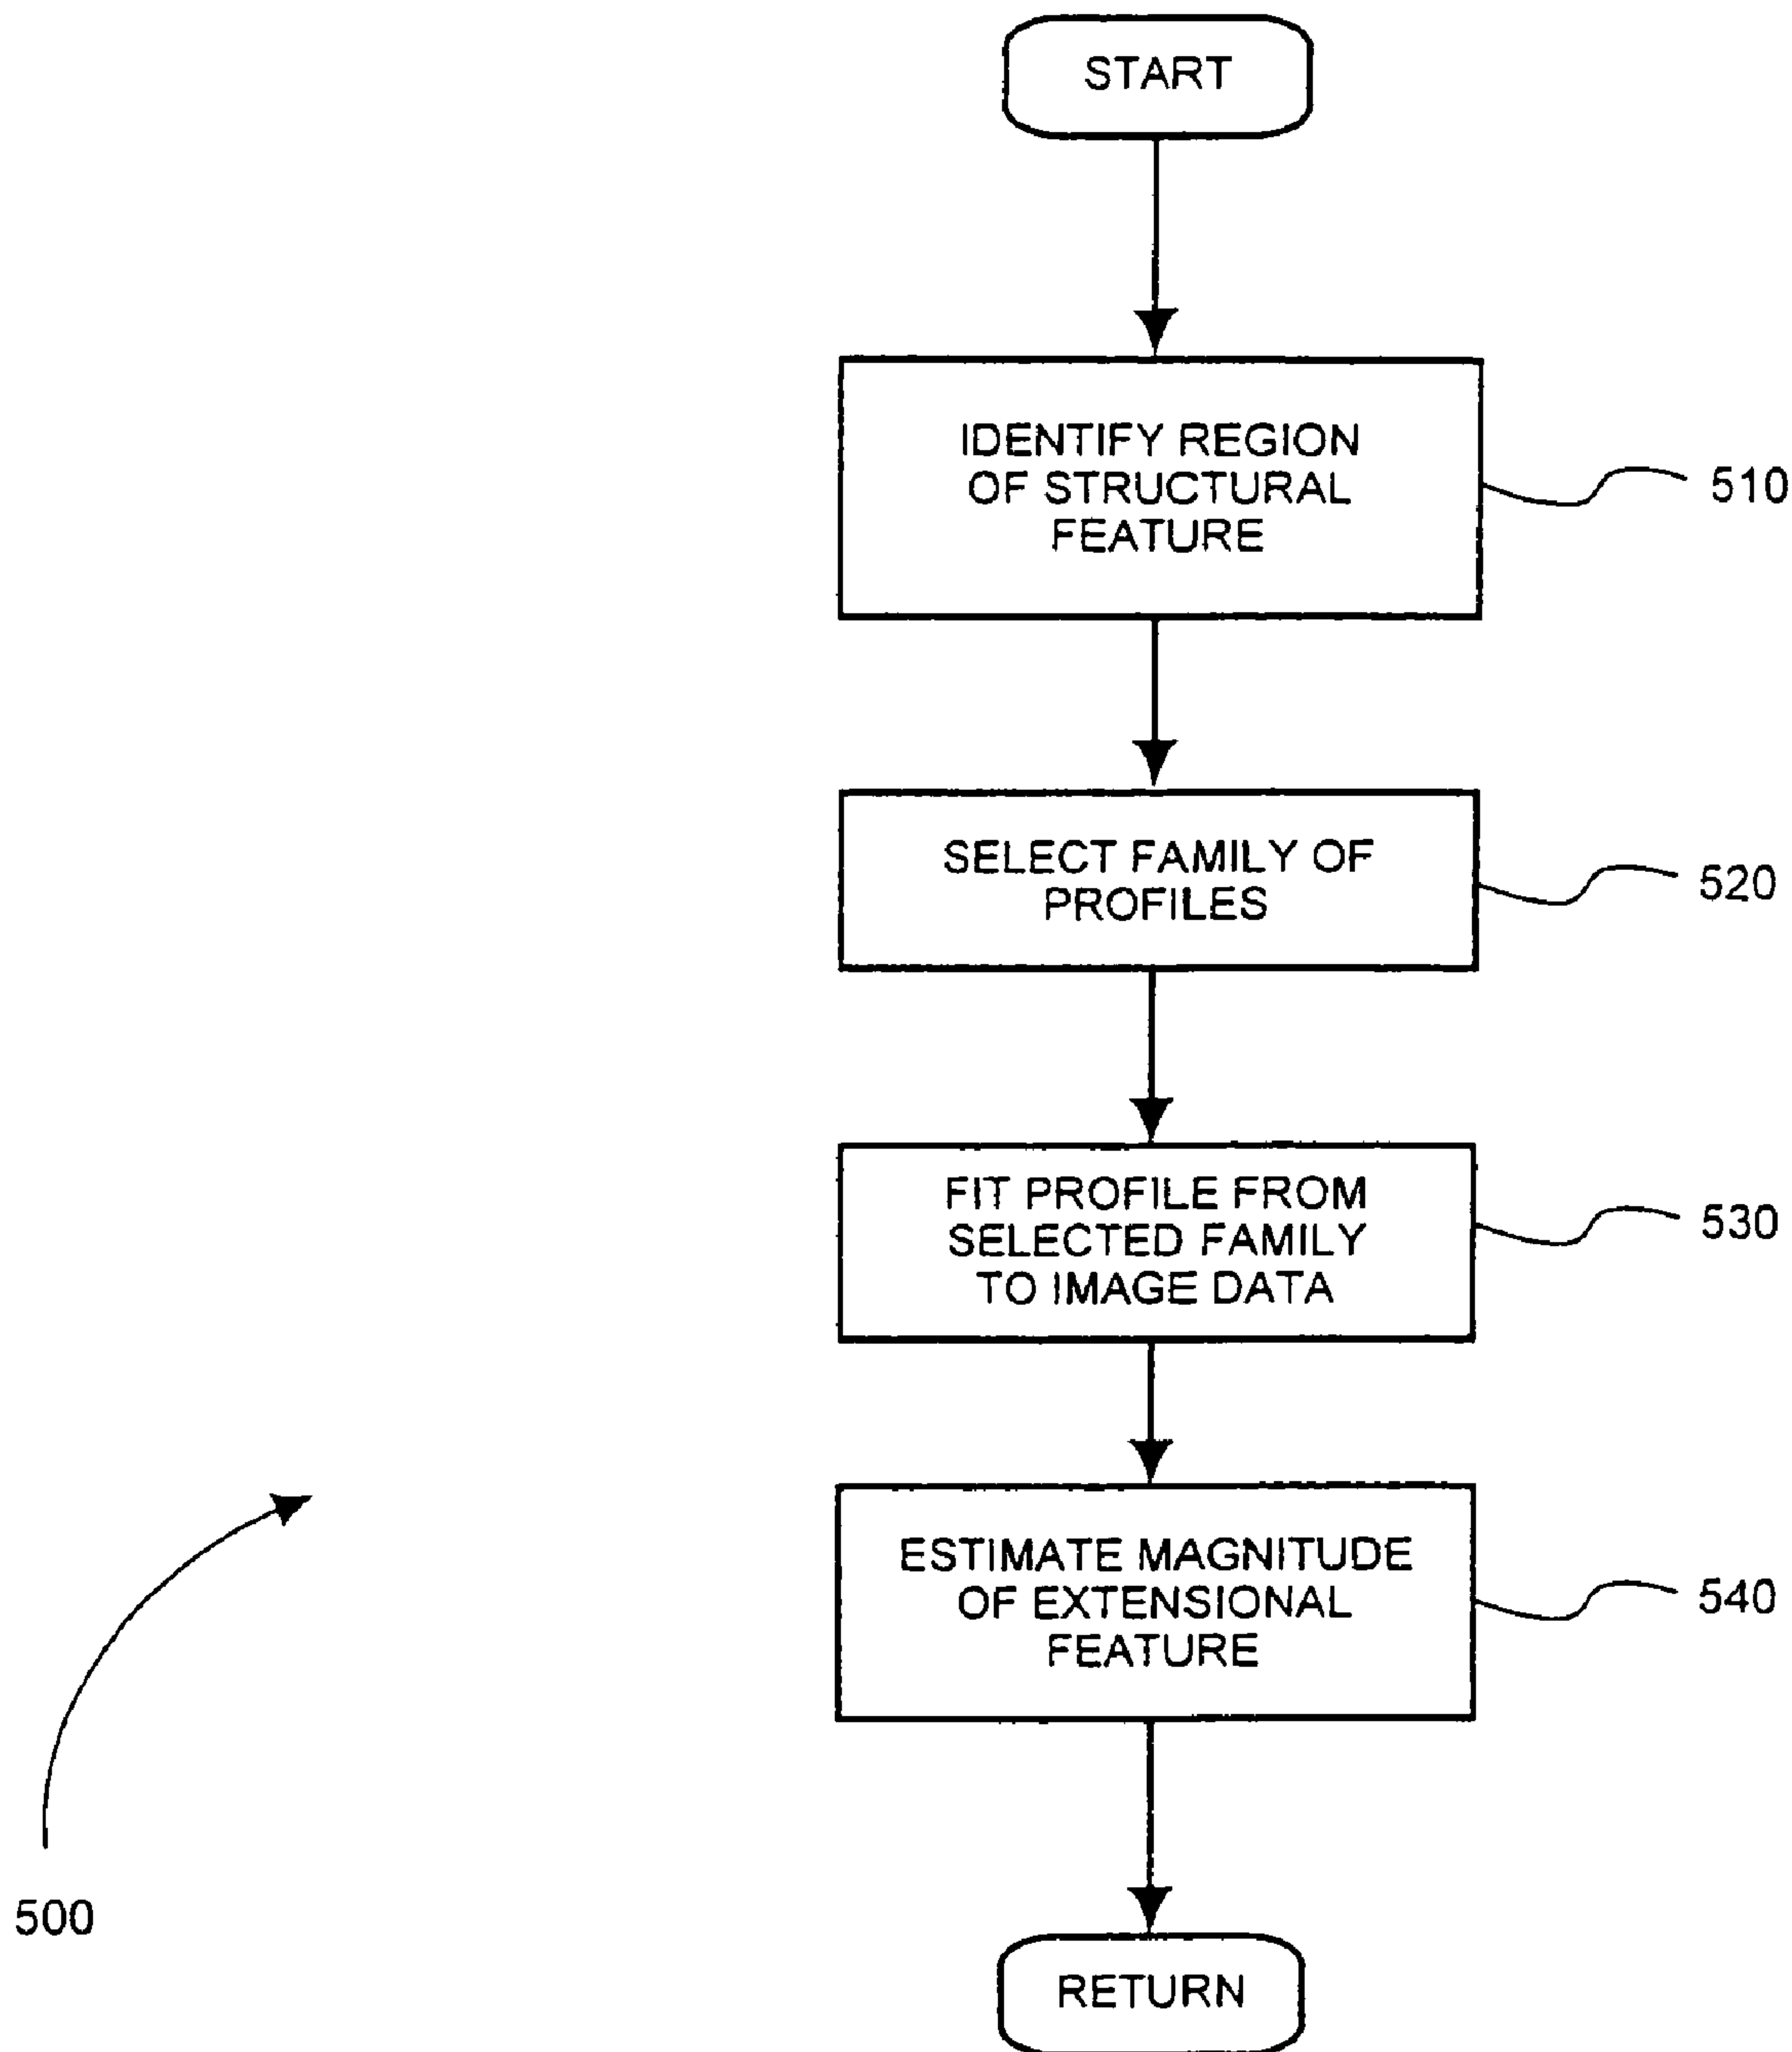 START
IDENTIFY REGION
OF STRUCTURAL
FEATURE
510
SELECT FAMILY OF
PROFILES
520
FIT PROFILE FROM
SELECTED FAMILY
TO IMAGE DATA
530
ESTIMATE MAGNITUDE
OF EXTENSIONAL
FEATURE
540
500
RETURN